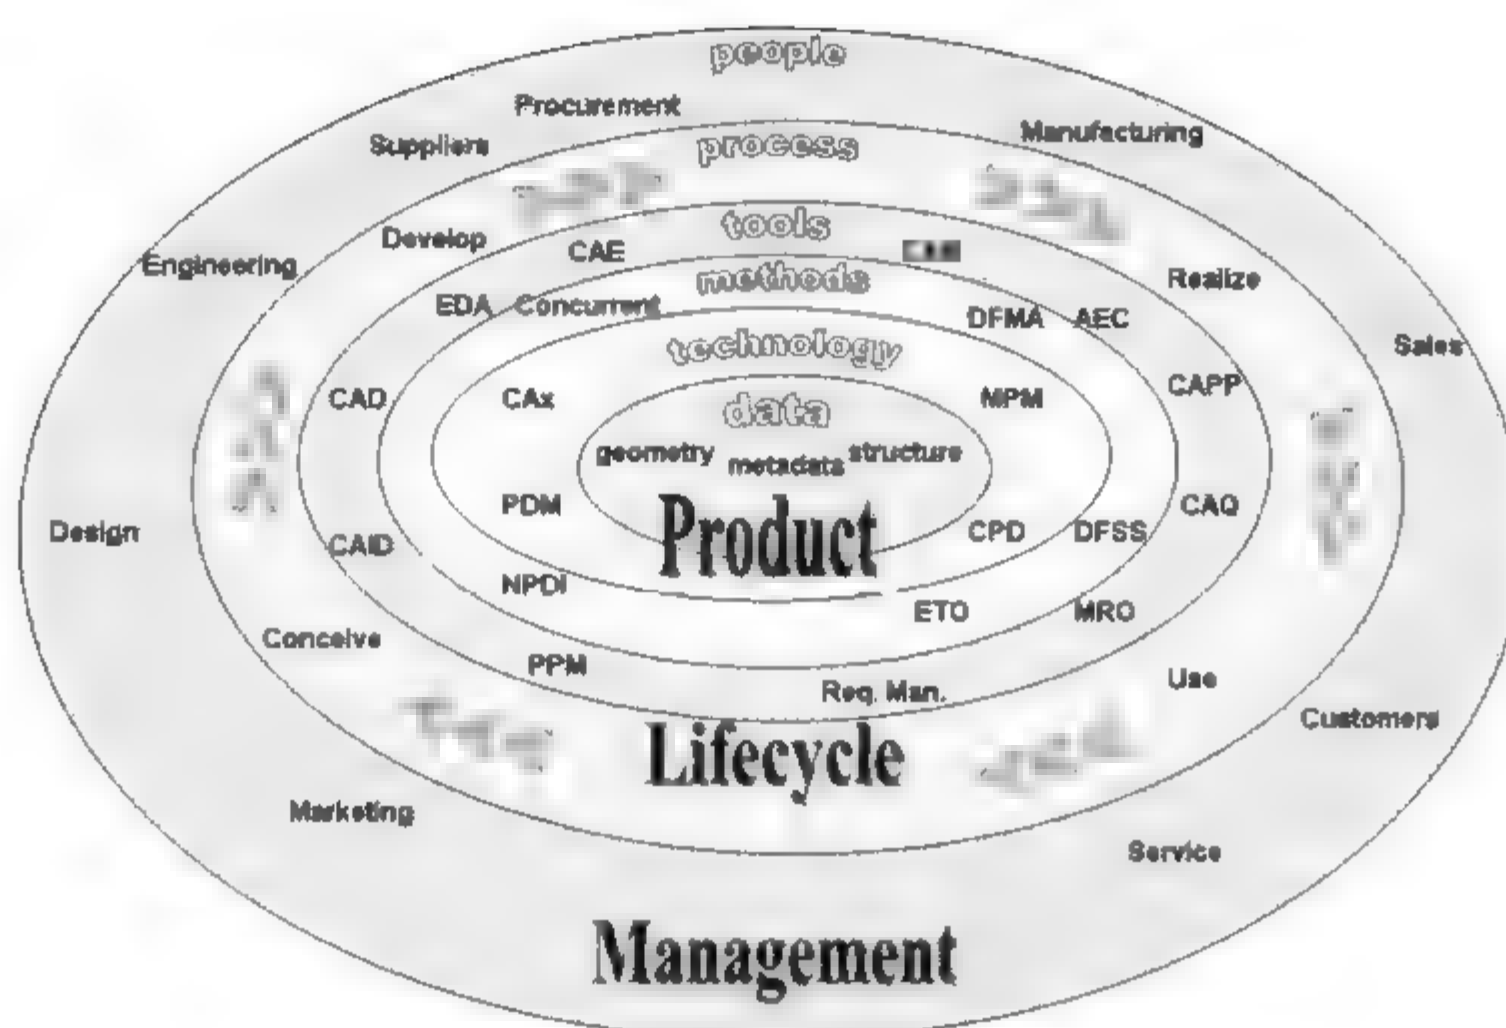 people
Procurement
Manufacturing
Suppliers
process
tools
Develop
CAE
Engineering
methods
Realize
EDA
Concurrent
DFMA
AEC
technology
Sales
CAD
CAx
MPM
CAPP
data
geometry
metadata
structure
PDM
CAQ
Product
Design
CPD
DFSS
CAID
NPDI
ETO
MRO
Conceive
PPM
Use
Req. Man.
Customers
Lifecycle
Marketing
Service
Management